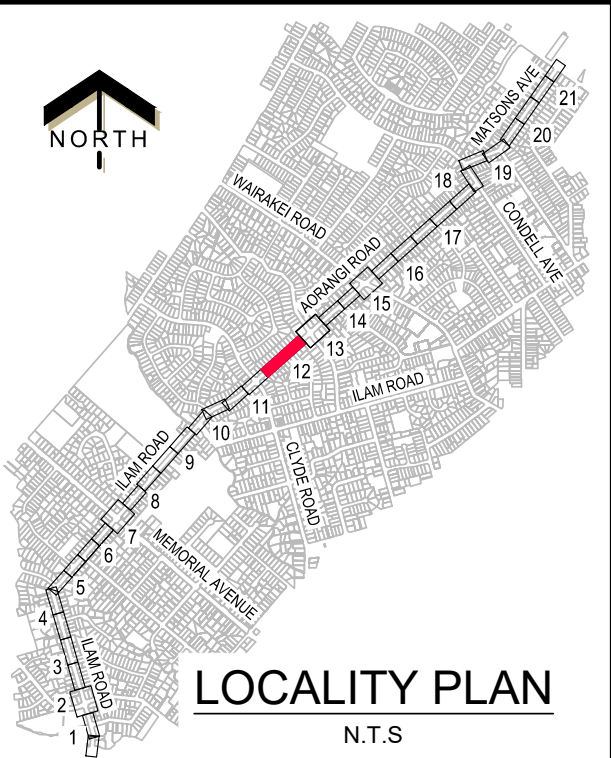 NORTH
MATSONS AVE
21
20
19
18
CONDELL AVE
17
WAIRAKEI ROAD
AORANGI ROAD
16
15
14
13
12
ILAM ROAD
11
10
CLYDE ROAD
ILAM ROAD
9
8
7
MEMORIAL AVENUE
6
5
4
ILAM ROAD
3
2
1
LOCALITY PLAN
N.T.S